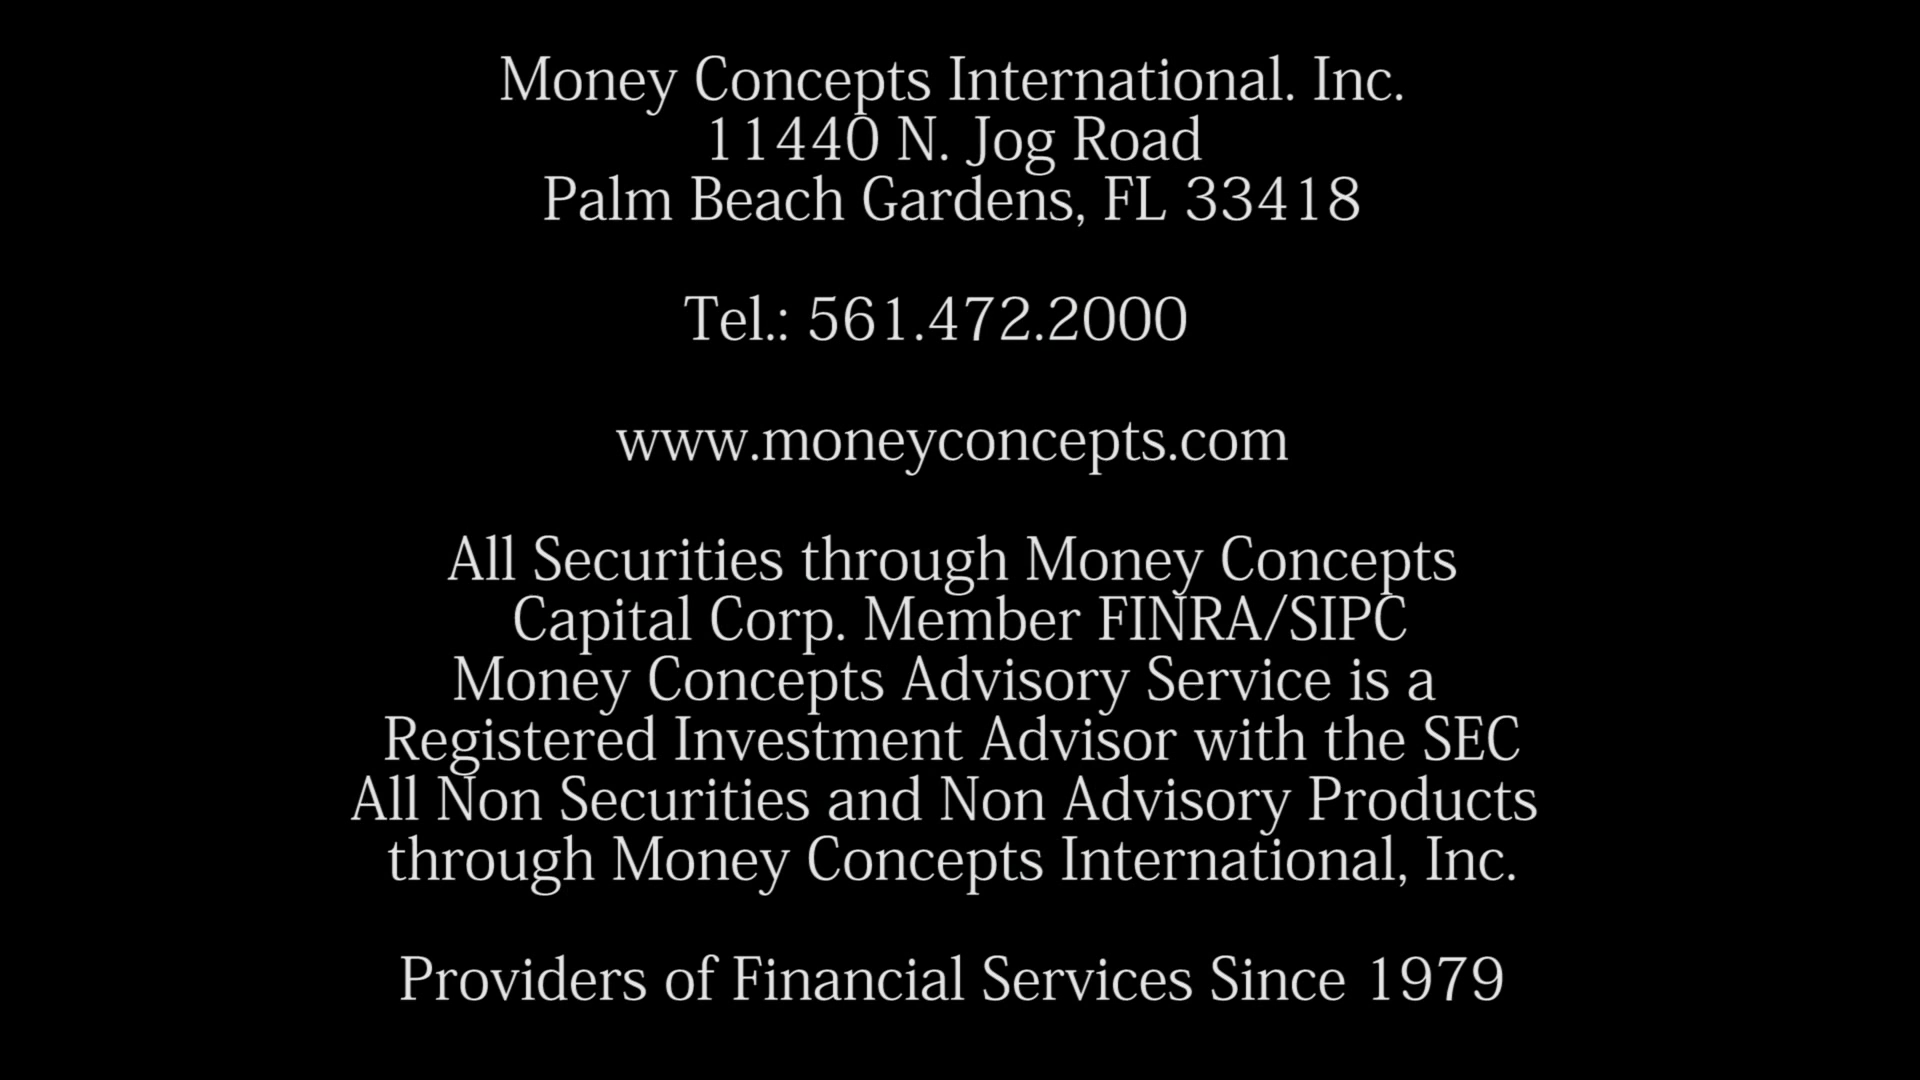 Money Concepts International. Inc.
11440 N. Jog Road
Palm Beach Gardens, FL 33418
Tel.: 561.472.2000
www.moneyconcepts.com
All Securities through Money Concepts
Capital Corp. Member FINRA/SIPC
Money Concepts Advisory Service is a
Registered Investment Advisor with the SEC
All Non Securities and Non Advisory Products
through Money Concepts International, Inc.
Providers of Financial Services Since 1979